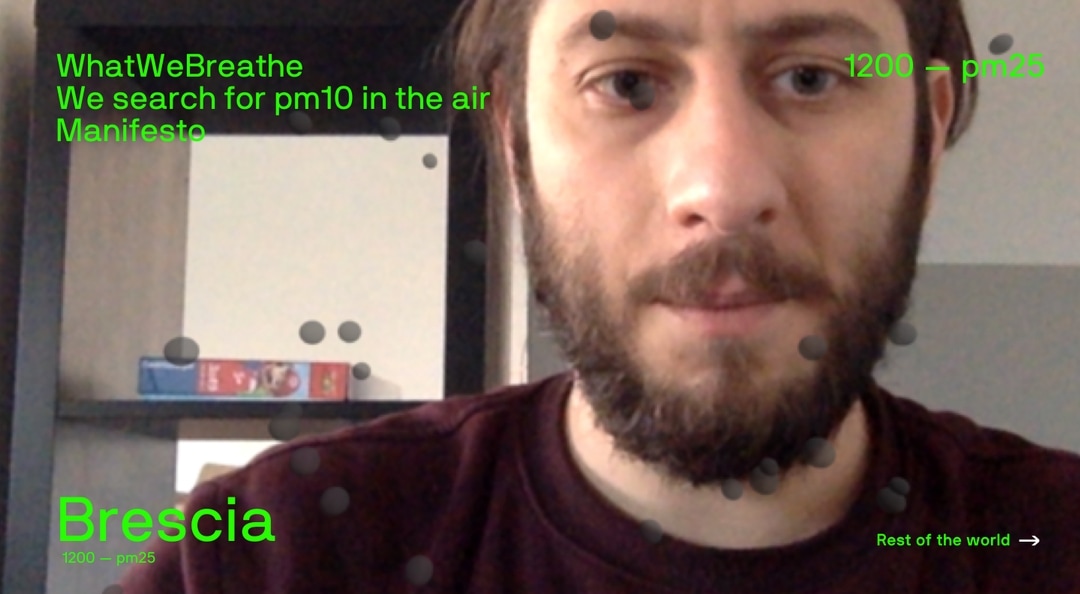 WhatWeBreathe
1200 — pm25
We search for pm10 in the air
Manifesto
Brescia
1200 — pm25
Rest of the world →